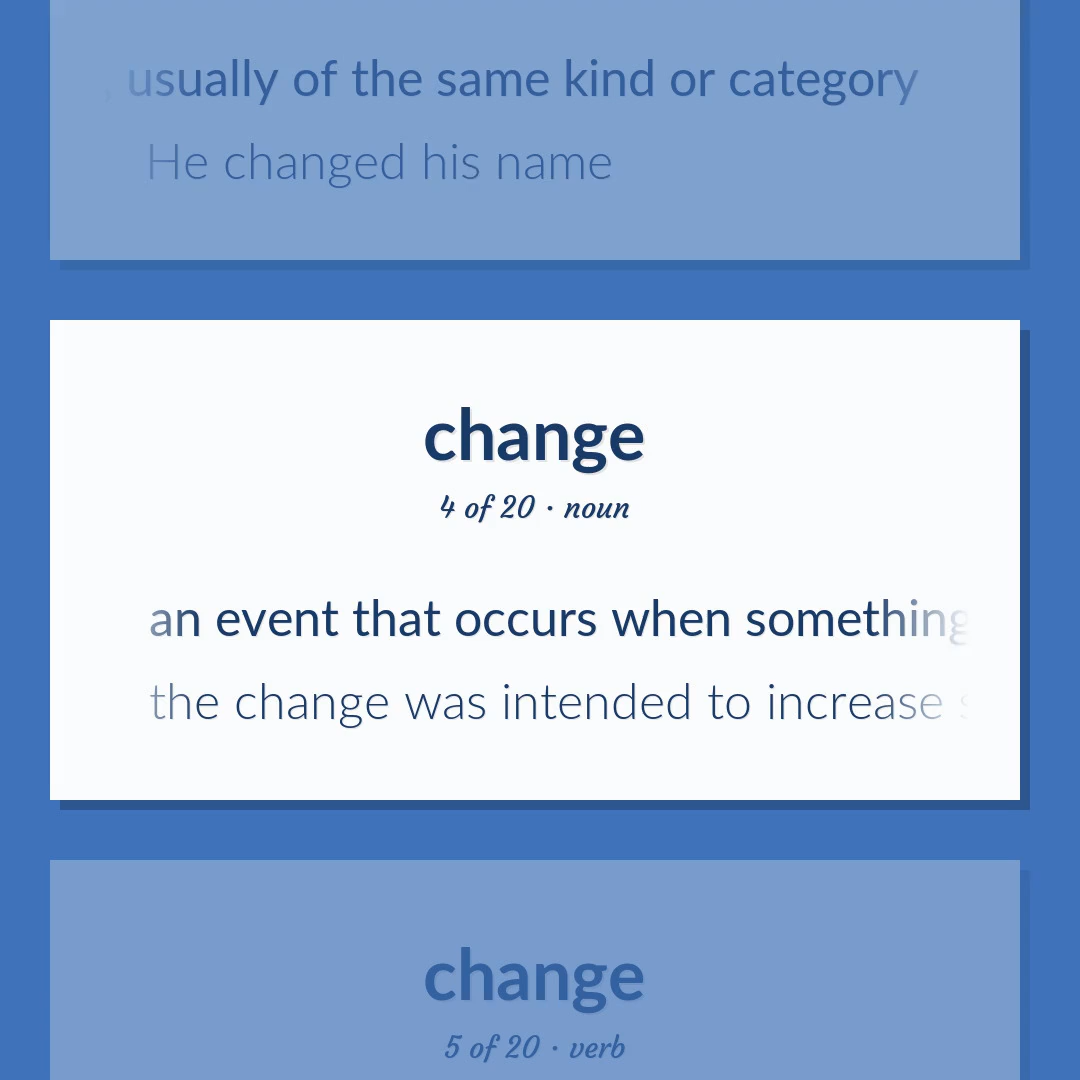 , usually of the same kind or category
He changed his name
change
4 of 20 · noun
an event that occurs when something
the change was intended to increase
change
5 of 20 · verb